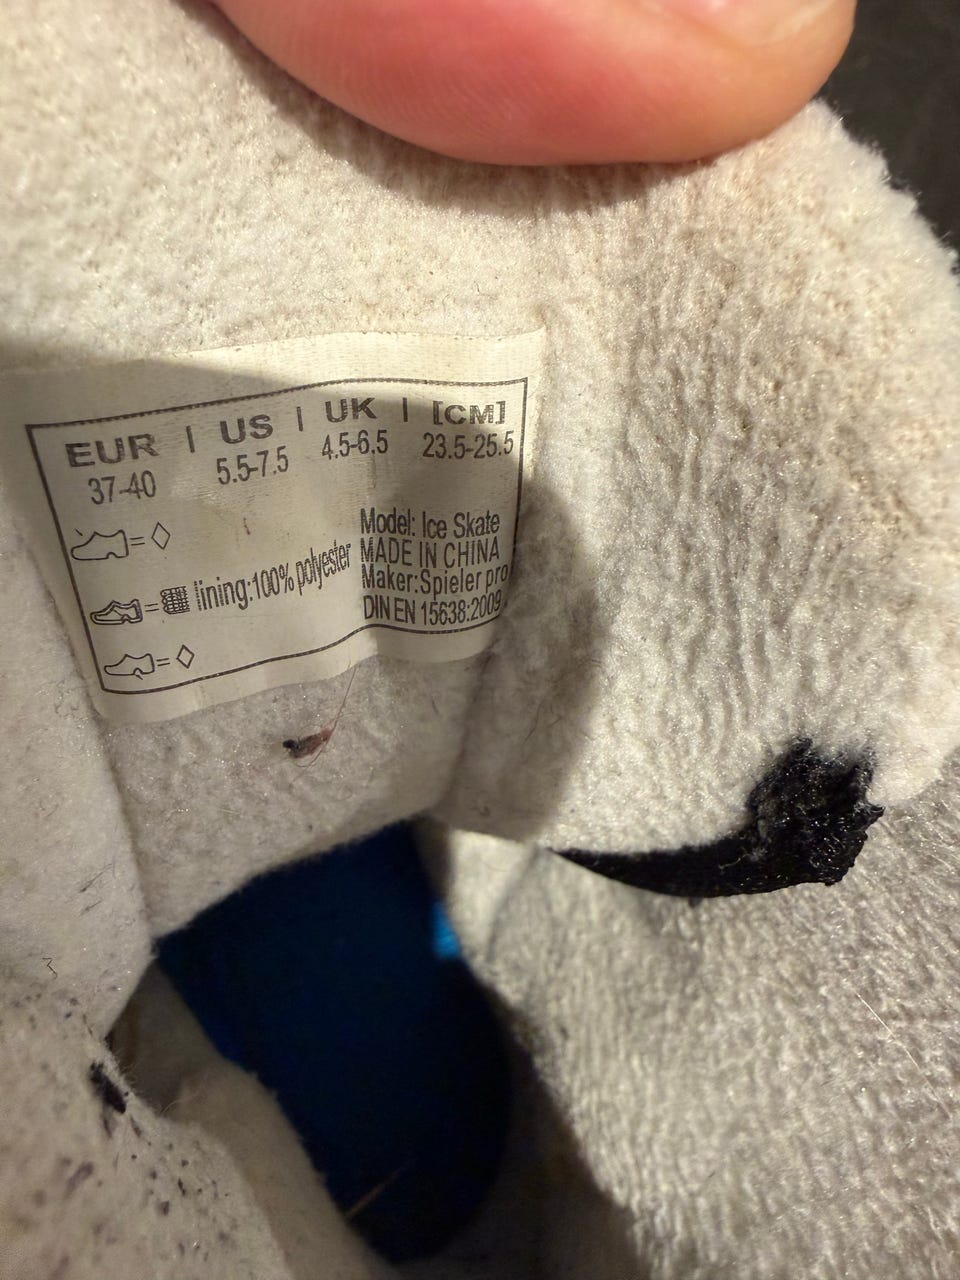 EUR | US | UK | [CM]
37-40 5.5-7.5 4.5-6.5 23.5-25.5
Model: Ice Skate
MADE IN CHINA
= lining:100% polyester Maker:Spieler pro
DIN EN 15638:2009